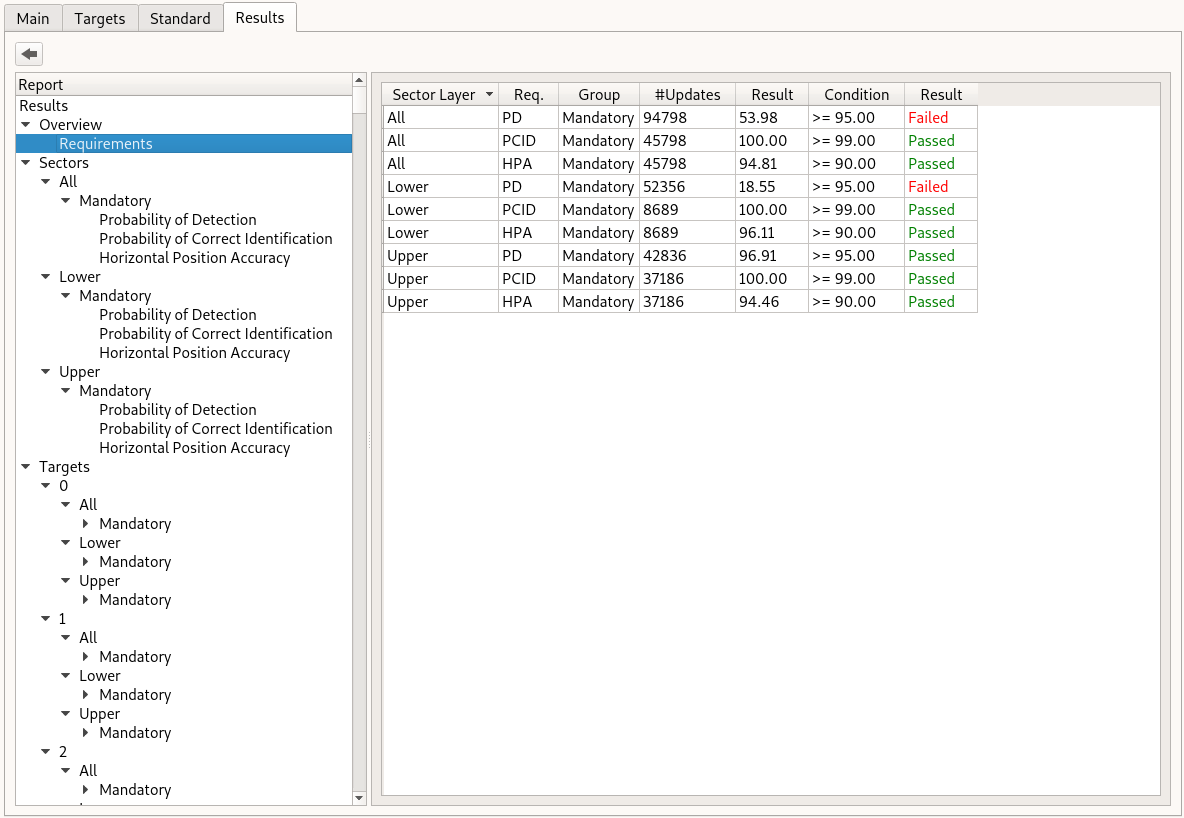 Main Targets Standard Results
Report
Results
Overview
Requirements
Sectors
All
Mandatory
Probability of Detection
Probability of Correct Identification
Horizontal Position Accuracy
Lower
Mandatory
Probability of Detection
Probability of Correct Identification
Horizontal Position Accuracy
Upper
Mandatory
Probability of Detection
Probability of Correct Identification
Horizontal Position Accuracy
Targets
0
All
Mandatory
Lower
Mandatory
Upper
Mandatory
1
All
Mandatory
Lower
Mandatory
Upper
Mandatory
2
All
Mandatory
Sector Layer Req. Group #Updates Result Condition Result
All PD Mandatory 94798 53.98 >= 95.00 Failed
All PCID Mandatory 45798 100.00 >= 99.00 Passed
All HPA Mandatory 45798 94.81 >= 90.00 Passed
Lower PD Mandatory 52356 18.55 >= 95.00 Failed
Lower PCID Mandatory 8689 100.00 >= 99.00 Passed
Lower HPA Mandatory 8689 96.11 >= 90.00 Passed
Upper PD Mandatory 42836 96.91 >= 95.00 Passed
Upper PCID Mandatory 37186 100.00 >= 99.00 Passed
Upper HPA Mandatory 37186 94.46 >= 90.00 Passed